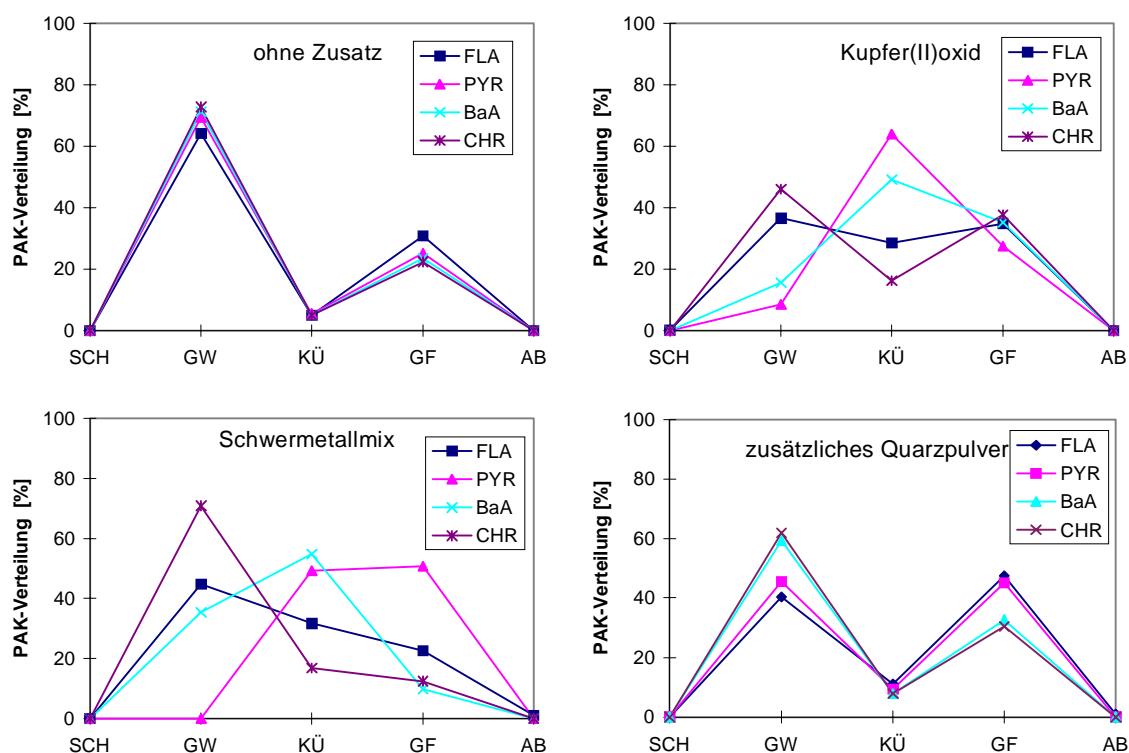 100
80
60
40
20
0
PAK-Verteilung [%]
ohne Zusatz
FLA
PYR
BaA
CHR
SCH GW KÜ GF AB
100
80
60
40
20
0
PAK-Verteilung [%]
Kupfer(II)oxid
FLA
PYR
BaA
CHR
SCH GW KÜ GF AB
100
80
60
40
20
0
PAK-Verteilung [%]
Schwermetallmix
FLA
PYR
BaA
CHR
SCH GW KÜ GF AB
100
80
60
40
20
0
PAK-Verteilung [%]
zusätzliches Quarzpulver
FLA
PYR
BaA
CHR
SCH GW KÜ GF AB